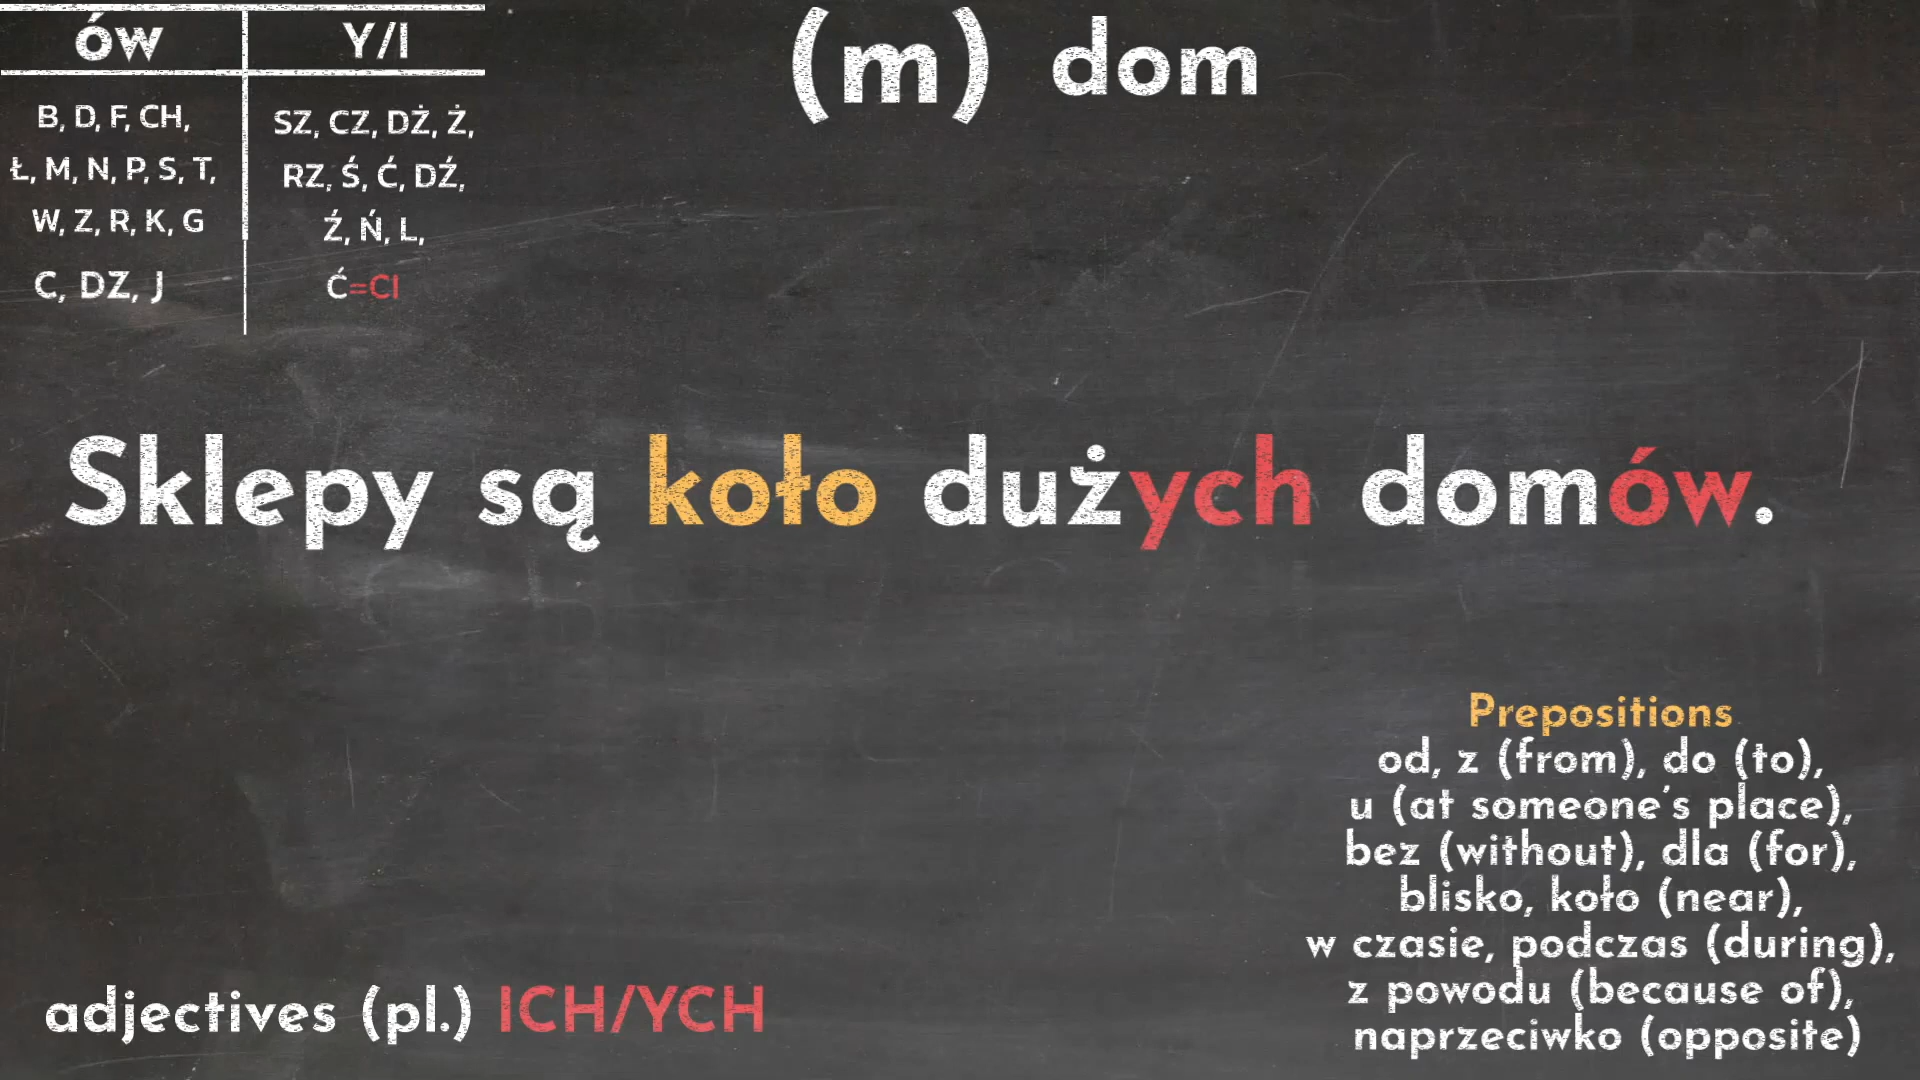 ów Y/I
B, D, F, CH, SZ, CZ, DŻ, Ż,
Ł, M, N, P, S, T, RZ, Ś, Ć, DŹ,
W, Z, R, K, G Ź, Ń, L,
C, DZ, J Ć=CI
(m) dom
Sklepy są koło dużych domów.
Prepositions
od, z (from), do (to),
u (at someone's place),
bez (without), dla (for),
blisko, koło (near),
w czasie, podczas (during),
z powodu (because of),
naprzeciwko (opposite)
adjectives (pl.) ICH/YCH